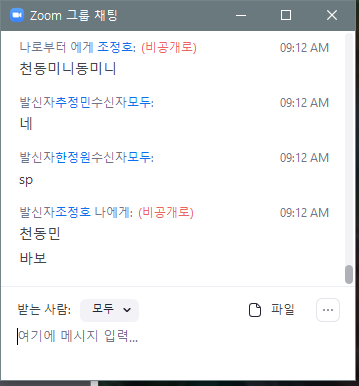 Zoom 그룹 채팅
나로부터 에게 조정호: (비공개로) 09:12 AM
천동미니동미니
발신자추정민수신자모두: 09:12 AM
네
발신자한정원수신자모두: 09:12 AM
sp
발신자조정호 나에게: (비공개로) 09:12 AM
천동민
바보
받는 사람: 모두 파일
여기에 메시지 입력...